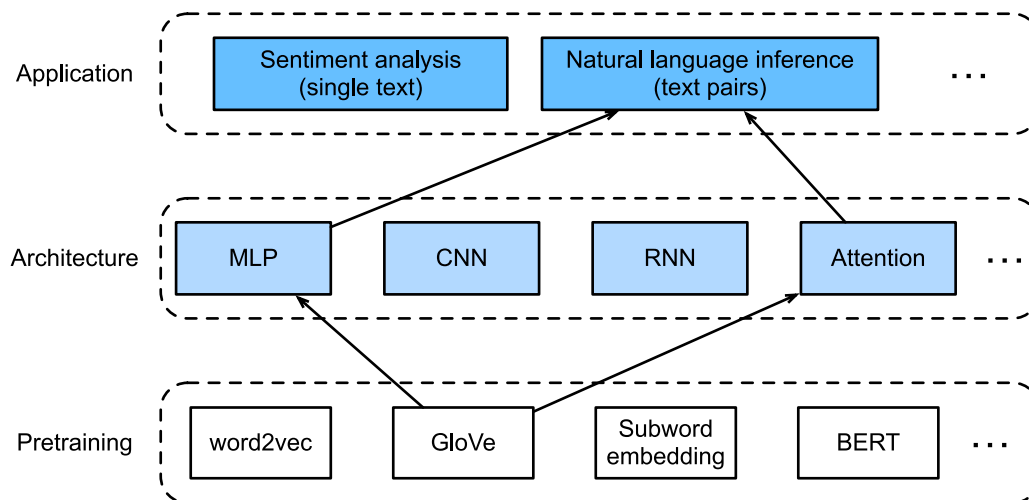 Application
Sentiment analysis
(single text)
Natural language inference
(text pairs)
...
Architecture
MLP
CNN
RNN
Attention
...
Pretraining
word2vec
GloVe
Subword
embedding
BERT
...